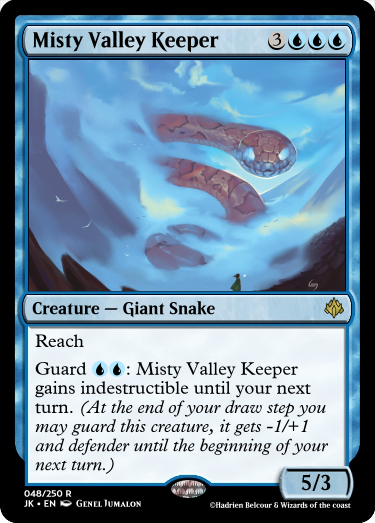 Misty Valley Keeper 3
Creature — Giant Snake
Reach
Guard : Misty Valley Keeper
gains indestructible until your next
turn. (At the end of your draw step you
may guard this creature, it gets -1/+1
and defender until the beginning of your
next turn.)
5/3
048/250 R
JK • EN Genel Jumalon
©Hadrien Belcour & Wizards of the coast